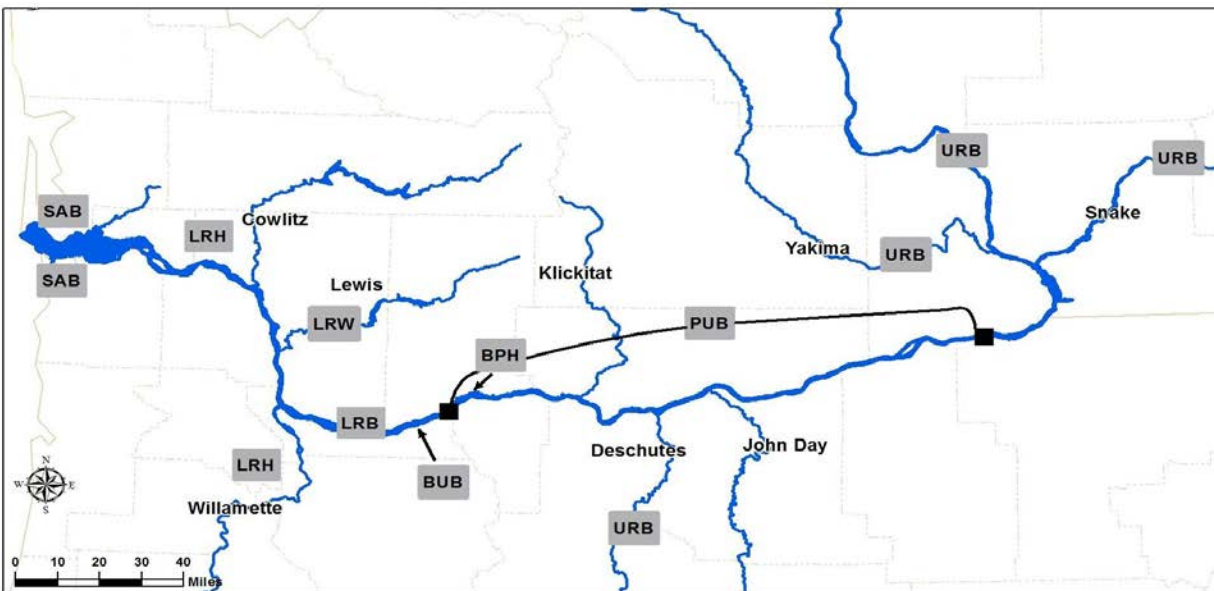 URB
URB
SAB
Snake
Cowlitz
LRH
Yakima
URB
SAB
Klickitat
Lewis
LRW
PUB
BPH
LRB
Deschutes
John Day
LRH
BUB
N
W E
S
Willamette
URB
0 10 20 30 40
Miles